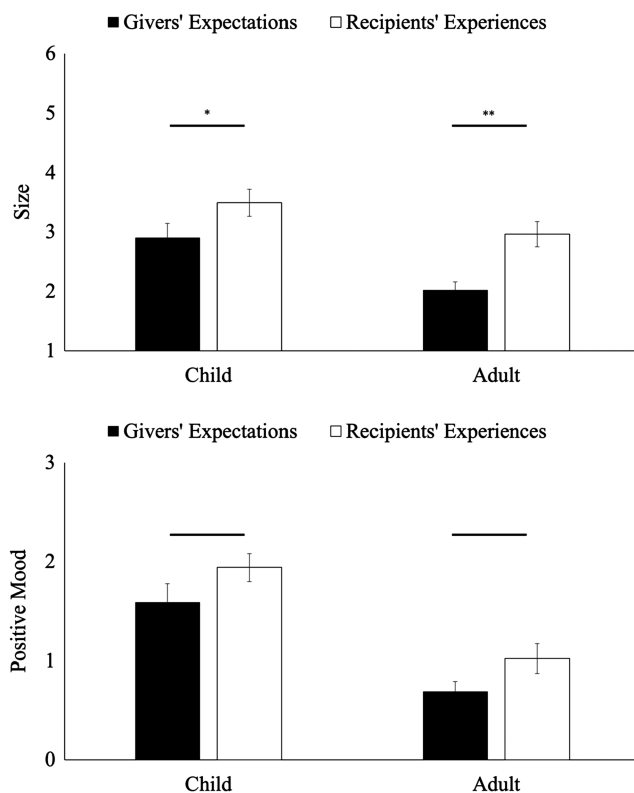 Givers' Expectations Recipients' Experiences
6
5
4
3
2
1
Size
* **
Child Adult
Givers' Expectations Recipients' Experiences
3
2
1
0
Positive Mood
Child Adult